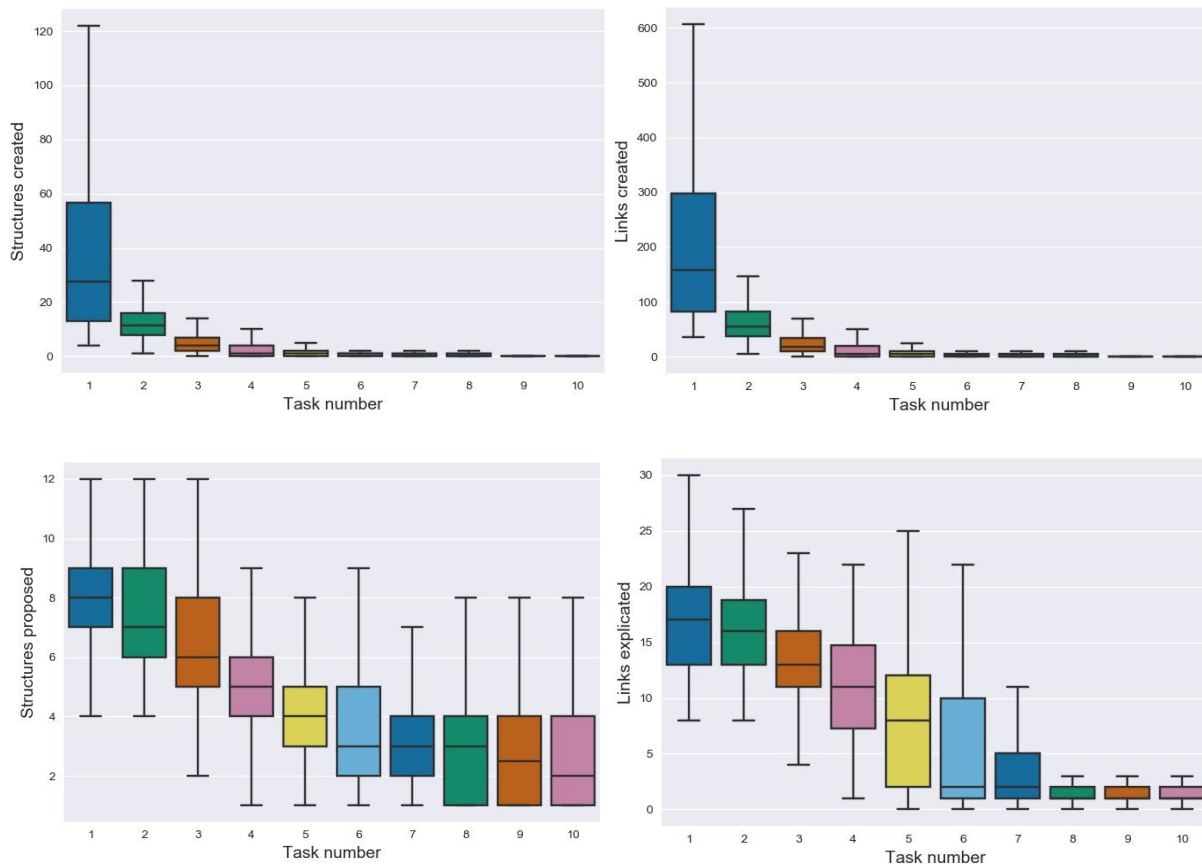 Structures created
120
100
80
60
40
20
0
1 2 3 4 5 6 7 8 9 10
Task number
Links created
600
500
400
300
200
100
0
1 2 3 4 5 6 7 8 9 10
Task number
Structures proposed
12
10
8
6
4
2
1 2 3 4 5 6 7 8 9 10
Task number
Links explicated
30
25
20
15
10
5
0
1 2 3 4 5 6 7 8 9 10
Task number